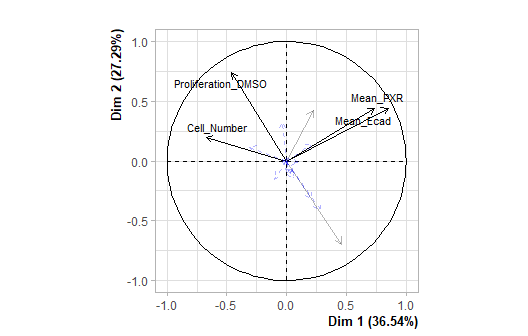 Dim 2 (27.29%)
1.0
0.5
0.0
-0.5
-1.0
Proliferation_DMSO
Cell_Number
Mean_PXR
Mean_Ecad
-1.0
-0.5
0.0
0.5
1.0
Dim 1 (36.54%)